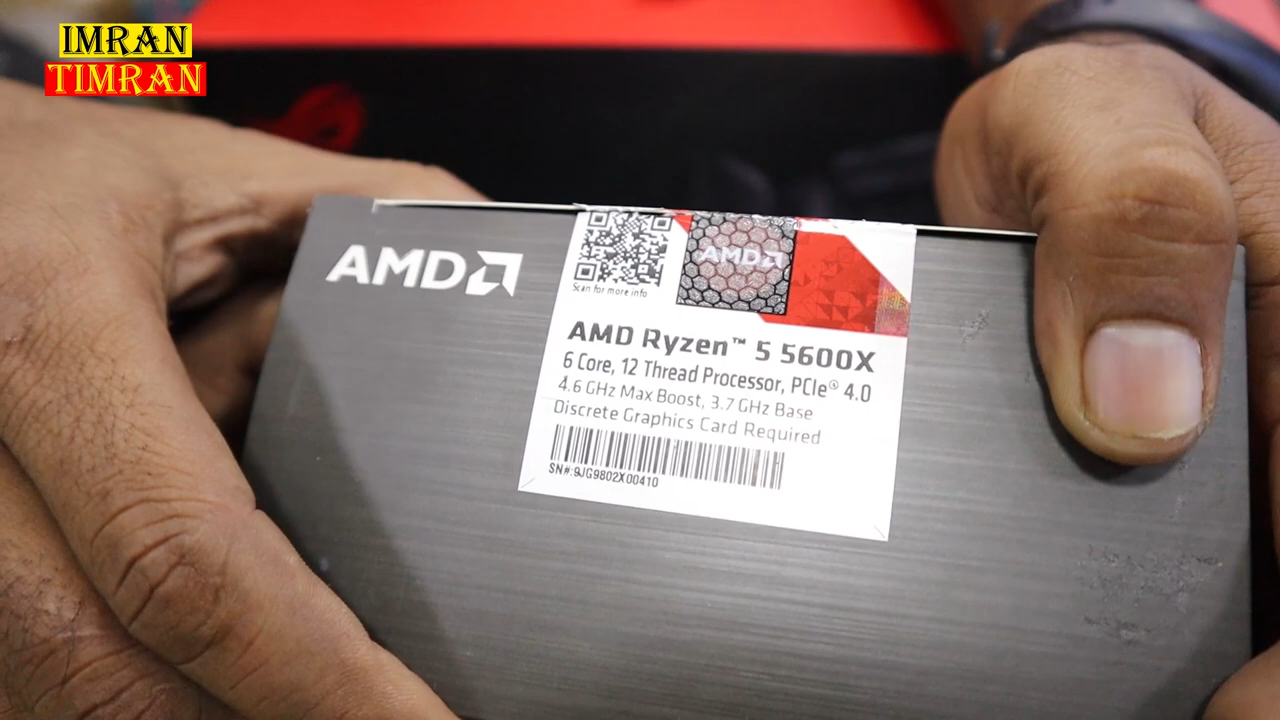 IMRAN
TIMRAN
AMD
AMD
Scan for more info
AMD Ryzen™ 5 5600X
6 Core, 12 Thread Processor, PCIe® 4.0
4.6 GHz Max Boost, 3.7 GHz Base
Discrete Graphics Card Required
SN#:9JG9802X00410